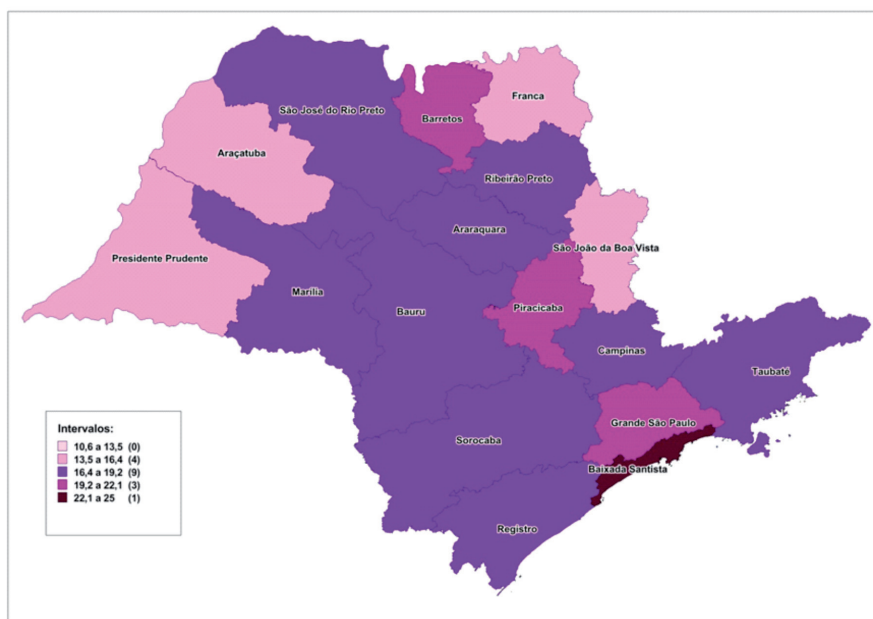 São José do Rio Preto
Barretos
Franca
Araçatuba
Ribeirão Preto
Araraquara
São João da Boa Vista
Presidente Prudente
Marília
Bauru
Piracicaba
Campinas
Taubaté
Grande São Paulo
Sorocaba
Baixada Santista
Registro
Intervalos:
10,6 a 13,5 (0)
13,5 a 16,4 (4)
16,4 a 19,2 (9)
19,2 a 22,1 (3)
22,1 a 25 (1)